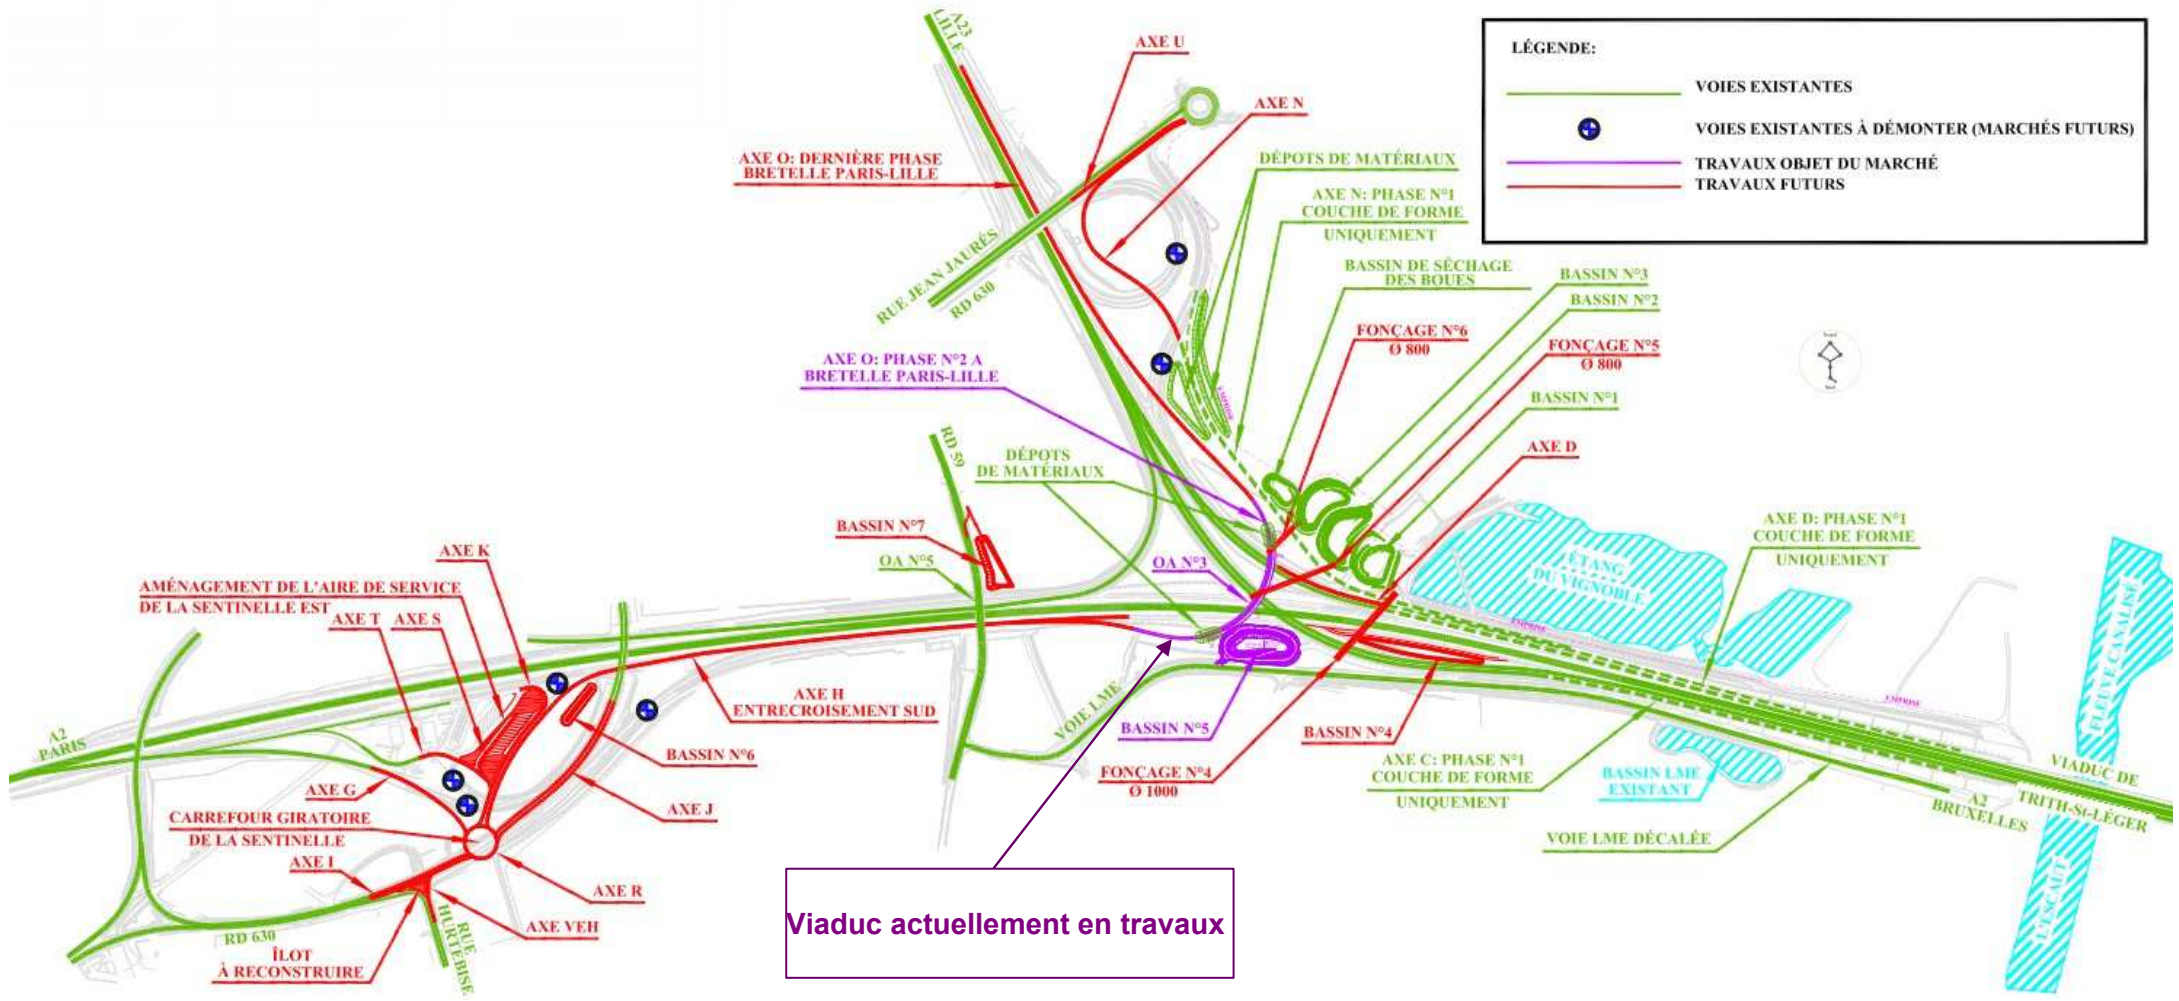 A23
LILLE
AXE U
AXE N
AXE O: DERNIÈRE PHASE
BRETELLE PARIS-LILLE
DÉPOTS DE MATÉRIAUX
AXE N: PHASE N°1
COUCHE DE FORME
UNIQUEMENT
RUE JEAN JAURÉS
RD 630
BASSIN DE SÉCHAGE
DES BOUES
BASSIN N°3
BASSIN N°2
FONÇAGE N°6
Ø 800
FONÇAGE N°5
Ø 800
BASSIN N°1
AXE D
AXE O: PHASE N°2 A
BRETELLE PARIS-LILLE
EMPRISE
LÉGENDE:
VOIES EXISTANTES
VOIES EXISTANTES À DÉMONTER (MARCHÉS FUTURS)
TRAVAUX OBJET DU MARCHÉ
TRAVAUX FUTURS
RD 59
DÉPOTS
DE MATÉRIAUX
BASSIN N°7
OA N°5
OA N°3
AXE D: PHASE N°1
COUCHE DE FORME
UNIQUEMENT
ÉTANG
DU VIGNOBLE
EMPRISE
EMPRISE
FLEUVE CANALISÉ
L'ESCAUT
AXE K
AMÉNAGEMENT DE L'AIRE DE SERVICE
DE LA SENTINELLE EST
AXE T
AXE S
AXE H
ENTRECROISEMENT SUD
VOIE LME
BASSIN N°5
BASSIN N°4
FONÇAGE N°4
Ø 1000
AXE C: PHASE N°1
COUCHE DE FORME
UNIQUEMENT
BASSIN LME
EXISTANT
VIADUC DE
TRITH-St-LÉGER
A2
BRUXELLES
VOIE LME DÉCALÉE
A2
PARIS
BASSIN N°6
AXE G
AXE J
CARREFOUR GIRATOIRE
DE LA SENTINELLE
AXE I
AXE R
AXE VEH
RD 630
ÎLOT
À RECONSTRUIRE
RUE
HURTEBISE
Viaduc actuellement en travaux